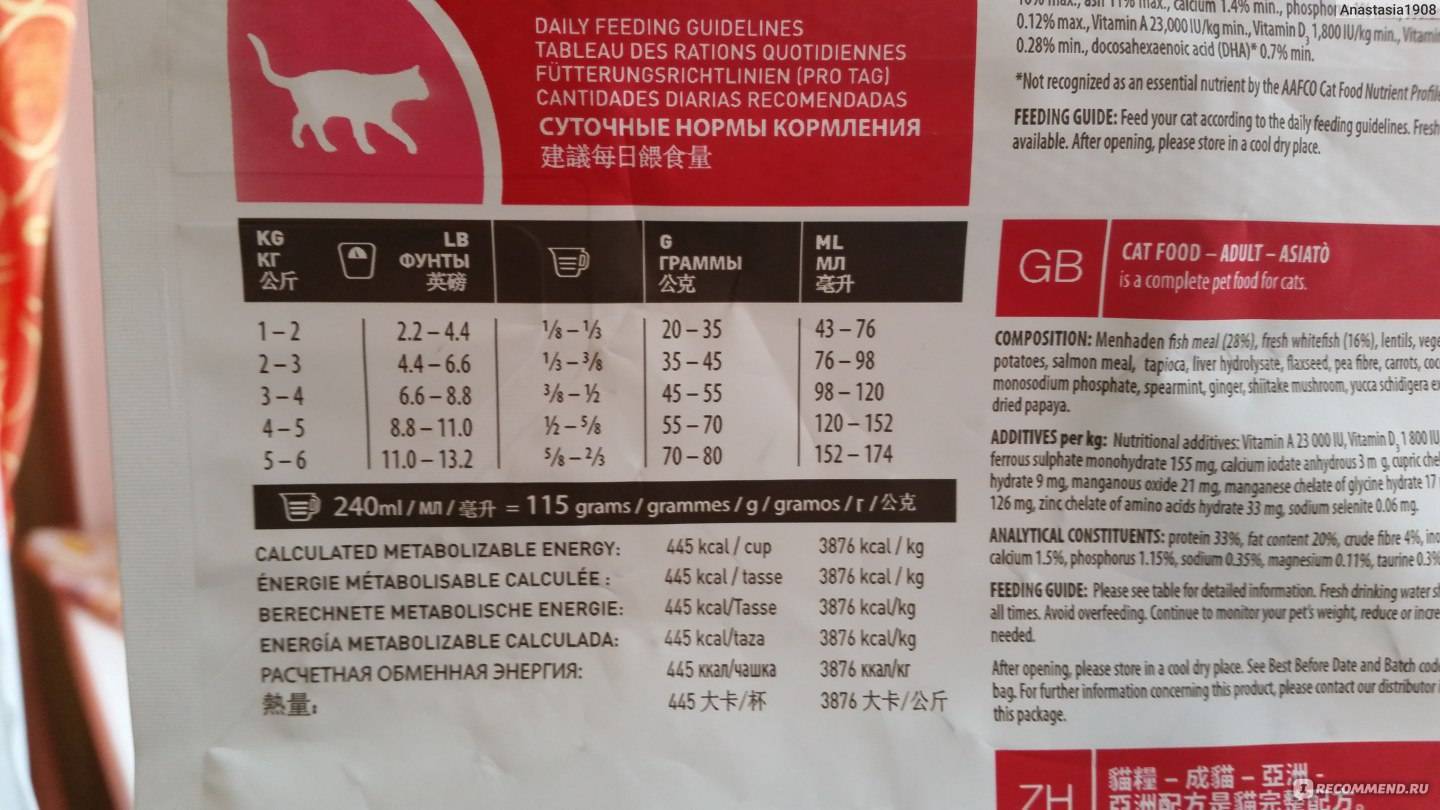 Anastasia1908
DAILY FEEDING GUIDELINES
TABLEAU DES RATIONS QUOTIDIENNES
FÜTTERUNGSRICHTLINIEN (PRO TAG)
CANTIDADES DIARIAS RECOMENDADAS
СУТОЧНЫЕ НОРМЫ КОРМЛЕНИЯ
建議每日餵食量
KG LB G ML
КГ ФУНТЫ ГРАММЫ МЛ
公斤 英磅 公克 毫升
1 – 2 2.2 – 4.4 ⅛ – ⅓ 20 – 35 43 – 76
2 – 3 4.4 – 6.6 ⅓ – ⅜ 35 – 45 76 – 98
3 – 4 6.6 – 8.8 ⅜ – ½ 45 – 55 98 – 120
4 – 5 8.8 – 11.0 ½ – ⅝ 55 – 70 120 – 152
5 – 6 11.0 – 13.2 ⅝ – ⅔ 70 – 80 152 – 174
240ml / МЛ / 毫升 = 115 grams / grammes / g / gramos / г / 公克
CALCULATED METABOLIZABLE ENERGY: 445 kcal / cup 3876 kcal / kg
ÉNERGIE MÉTABOLISABLE CALCULÉE : 445 kcal / tasse 3876 kcal / kg
BERECHNETE METABOLISCHE ENERGIE: 445 kcal/Tasse 3876 kcal/kg
ENERGÍA METABOLIZABLE CALCULADA: 445 kcal/taza 3876 kcal/kg
РАСЧЕТНАЯ ОБМЕННАЯ ЭНЕРГИЯ: 445 ккал/чашка 3876 ккал/кг
熱量: 445 大卡/杯 3876 大卡/公斤
10% max., ash 11% max., calcium 1.4% min.,
0.12% max., Vitamin A 23,000 IU/kg min., Vitamin D3 1,800 IU/kg min., Vitamin
0.28% min., docosahexaenoic acid (DHA)* 0.7% min.
*Not recognized as an essential nutrient by the AAFCO Cat Food Nutrient
FEEDING GUIDE: Feed your cat according to the daily feeding guidelines. Fresh
available. After opening, please store in a cool dry place.
GB
CAT FOOD – ADULT – ASIATÒ
is a complete pet food for cats.
COMPOSITION: Menhaden fish meal (28%), fresh whitefish (16%), lentils,
potatoes, salmon meal, tapioca, liver hydrolysate, flaxseed, pea fibre, carrots,
monosodium phosphate, spearmint, ginger, shiitake mushroom, yucca schidigera
dried papaya.
ADDITIVES per kg: Nutritional additives: Vitamin A 23 000 IU, Vitamin D3 1 800 IU
ferrous sulphate monohydrate 155 mg, calcium iodate anhydrous 3 m g, cupric
hydrate 9 mg, manganous oxide 21 mg, manganese chelate of glycine hydrate 17
126 mg, zinc chelate of amino acids hydrate 33 mg, sodium selenite 0.06 mg.
ANALYTICAL CONSTITUENTS: protein 33%, fat content 20%, crude fibre 4%,
calcium 1.5%, phosphorus 1.15%, sodium 0.35%, magnesium 0.11%, taurine
FEEDING GUIDE: Please see table for detailed information. Fresh drinking water
all times. Avoid overfeeding. Continue to monitor your pet's weight, reduce or
needed.
After opening, please store in a cool dry place. See Best Before Date and Batch
bag. For further information concerning this product, please contact our distributor
this package.
ZH
貓糧 – 成貓 – 亞洲 –
亞洲配方是貓完整配方
RECOMMEND.RU